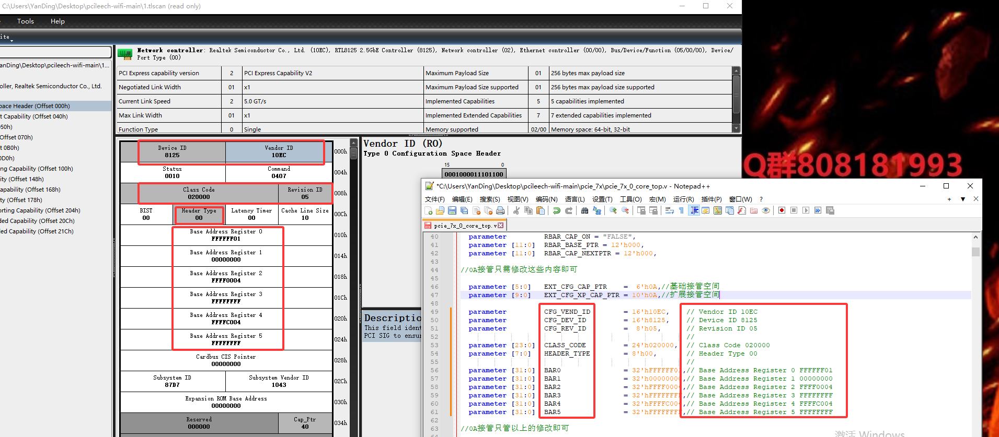 C:\Users\YanDing\Desktop\pcileech-wifi-main\1.tlscan (read only)
Tools Help
ite
Network controller: Realtek Semiconductor Co., Ltd. (10EC), RTL8125 2.5GbE Controller (8125), Network controller (02), Ethernet controller (00/00), Bus/Device/Function (05/00/00), Device/
Port Type (00)
anDing\Desktop\pcileech-wifi-main\1...
oller, Realtek Semiconductor Co., Ltd.
pace Header (Offset 000h)
t Capability (Offset 040h)
050h)
Offset 070h)
t 0B0h)
0D0h)
ing Capability (Offset 100h)
ity (Offset 148h)
apability (Offset 168h)
ty (Offset 178h)
orting Capability (Offset 204h)
ded Capability (Offset 20Ch)
ded Capability (Offset 21Ch)
PCI Express capability version 2 PCI Express Capability V2 Maximum Payload Size 01 256 bytes max payload size
Negotiated Link Width 01 x1 Maximum Payload Size supported 01 256 bytes max payload size supported
Current Link Speed 2 5.0 GT/s Implemented Capabilities 5 5 capabilities implemented
Max Link Width 01 x1 Implemented Extended Capabilities 7 7 extended capabilities implemented
Function Type 0 Single Memory supported 02/00 Memory space: 64-bit, 32-bit
Device ID Vendor ID
8125 10EC 000h
Status Command
0010 0407 004h
Class Code Revision ID
020000 05 008h
BIST Header Type Latency Timer Cache Line Size
00 00 00 10 00Ch
Base Address Register 0
FFFFFF01 010h
Base Address Register 1
00000000 014h
Base Address Register 2
FFFF0004 018h
Base Address Register 3
FFFFFFFF 01Ch
Base Address Register 4
FFFFC004 020h
Base Address Register 5
FFFFFFFF 024h
Cardbus CIS Pointer
00000000 028h
Subsystem ID Subsystem Vendor ID
87D7 1043 02Ch
Expansion ROM Base Address
00000000 030h
Reserved Cap_Ptr
000000 40 034h
Vendor ID (RO)
Type 0 Configuration Space Header
15 0
0001000011101100
Descriptio
This field ident
PCI SIG to ensur
Q群808181993
*C:\Users\YanDing\Desktop\pcileech-wifi-main\pcie_7x\pcie_7x_0_core_top.v - Notepad++
文件(F) 编辑(E) 搜索(S) 视图(V) 编码(N) 语言(L) 设置(T) 工具(O) 宏(M) 运行(R) 插件(P) 窗口(W) ?
pcie_7x_0_core_top.v
40 parameter RBAR_CAP_ON = "FALSE",
41 parameter [11:0] RBAR_BASE_PTR = 12'h000,
42 parameter [11:0] RBAR_CAP_NEXTPTR = 12'h000,
43
44 //0A接管只需修改这些内容即可
45
46 parameter [5:0] EXT_CFG_CAP_PTR = 6'h0A,//基础接管空间
47 parameter [9:0] EXT_CFG_XP_CAP_PTR = 10'h0A,//扩展接管空间
48
49 parameter CFG_VEND_ID = 16'h10EC, // Vendor ID 10EC
50 parameter CFG_DEV_ID = 16'h8125, // Device ID 8125
51 parameter CFG_REV_ID = 8'h05, // Revision ID 05
52 //
53 parameter [23:0] CLASS_CODE = 24'h020000, // Class Code 020000
54 parameter [7:0] HEADER_TYPE = 8'h00, // Header Type 00
55 //
56 parameter [31:0] BAR0 = 32'hFFFFFF01,// Base Address Register 0 FFFFFF01
57 parameter [31:0] BAR1 = 32'h00000000,// Base Address Register 1 00000000
58 parameter [31:0] BAR2 = 32'hFFFF0004,// Base Address Register 2 FFFF0004
59 parameter [31:0] BAR3 = 32'hFFFFFFFF,// Base Address Register 3 FFFFFFFF
60 parameter [31:0] BAR4 = 32'hFFFFC004,// Base Address Register 4 FFFFC004
61 parameter [31:0] BAR5 = 32'hFFFFFFFF,// Base Address Register 5 FFFFFFFF
62
63 //0A接管只管以上的修改即可
激活 Windows